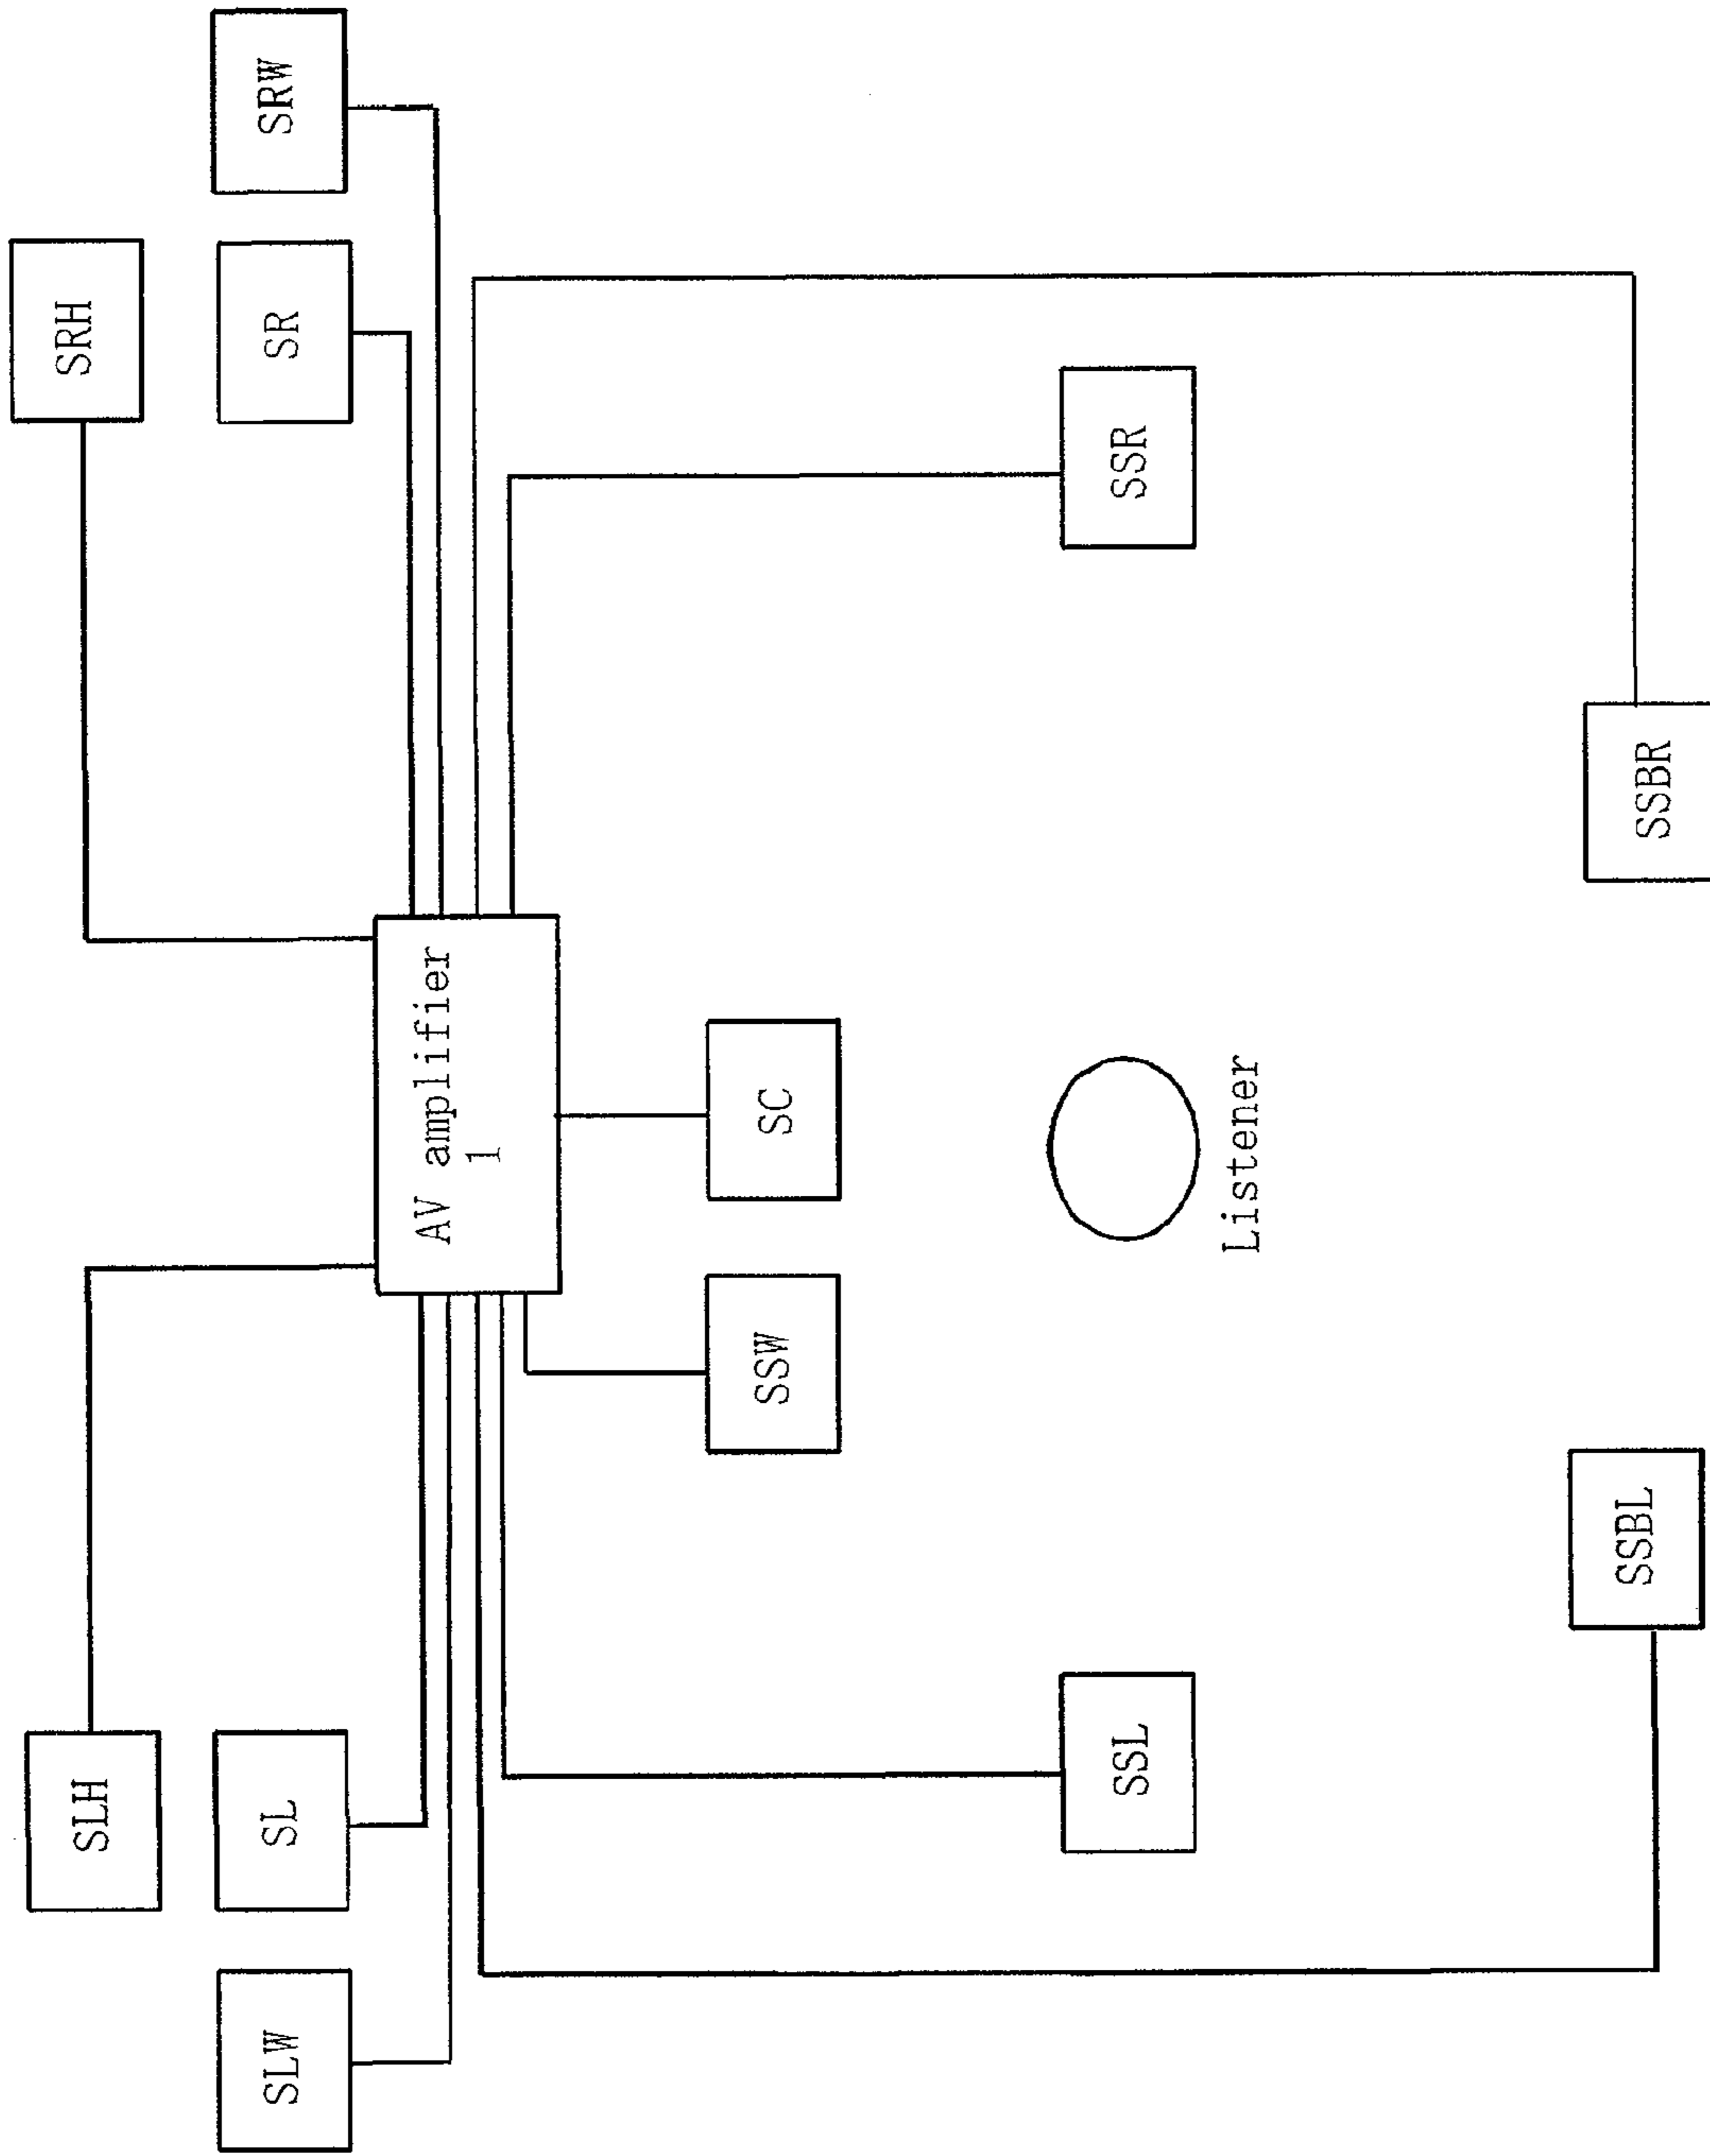 SLH
SRH
SLW
SL
SR
SRW
AV amplifier
1
SSW
SC
SSL
Listener
SSR
SSBL
SSBR